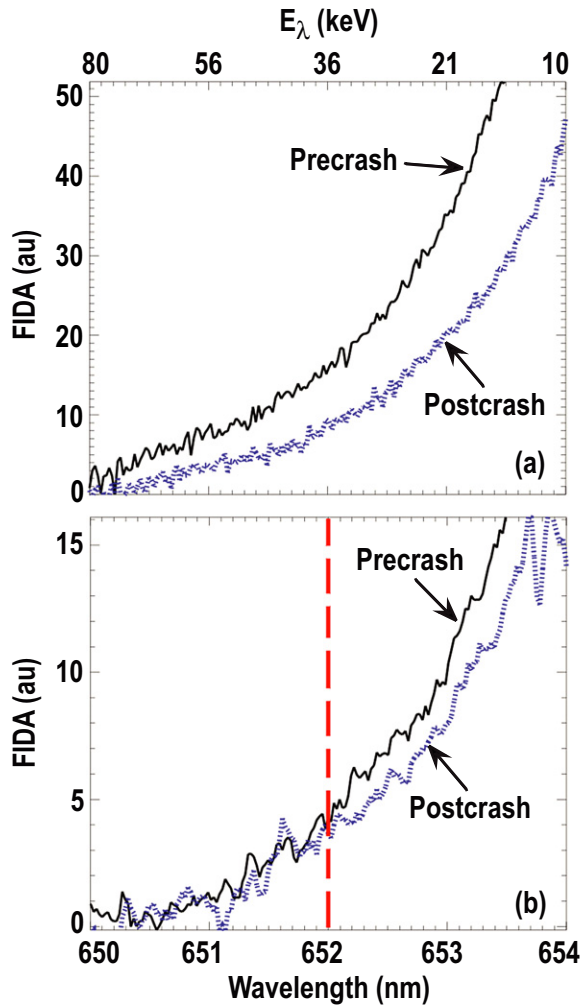 E_λ (keV)
80 56 36 21 10
50
Precrash
40
FIDA (au)
30
20
Postcrash
10
(a)
0
15
Precrash
10
FIDA (au)
5
Postcrash
(b)
0
650 651 652 653 654
Wavelength (nm)